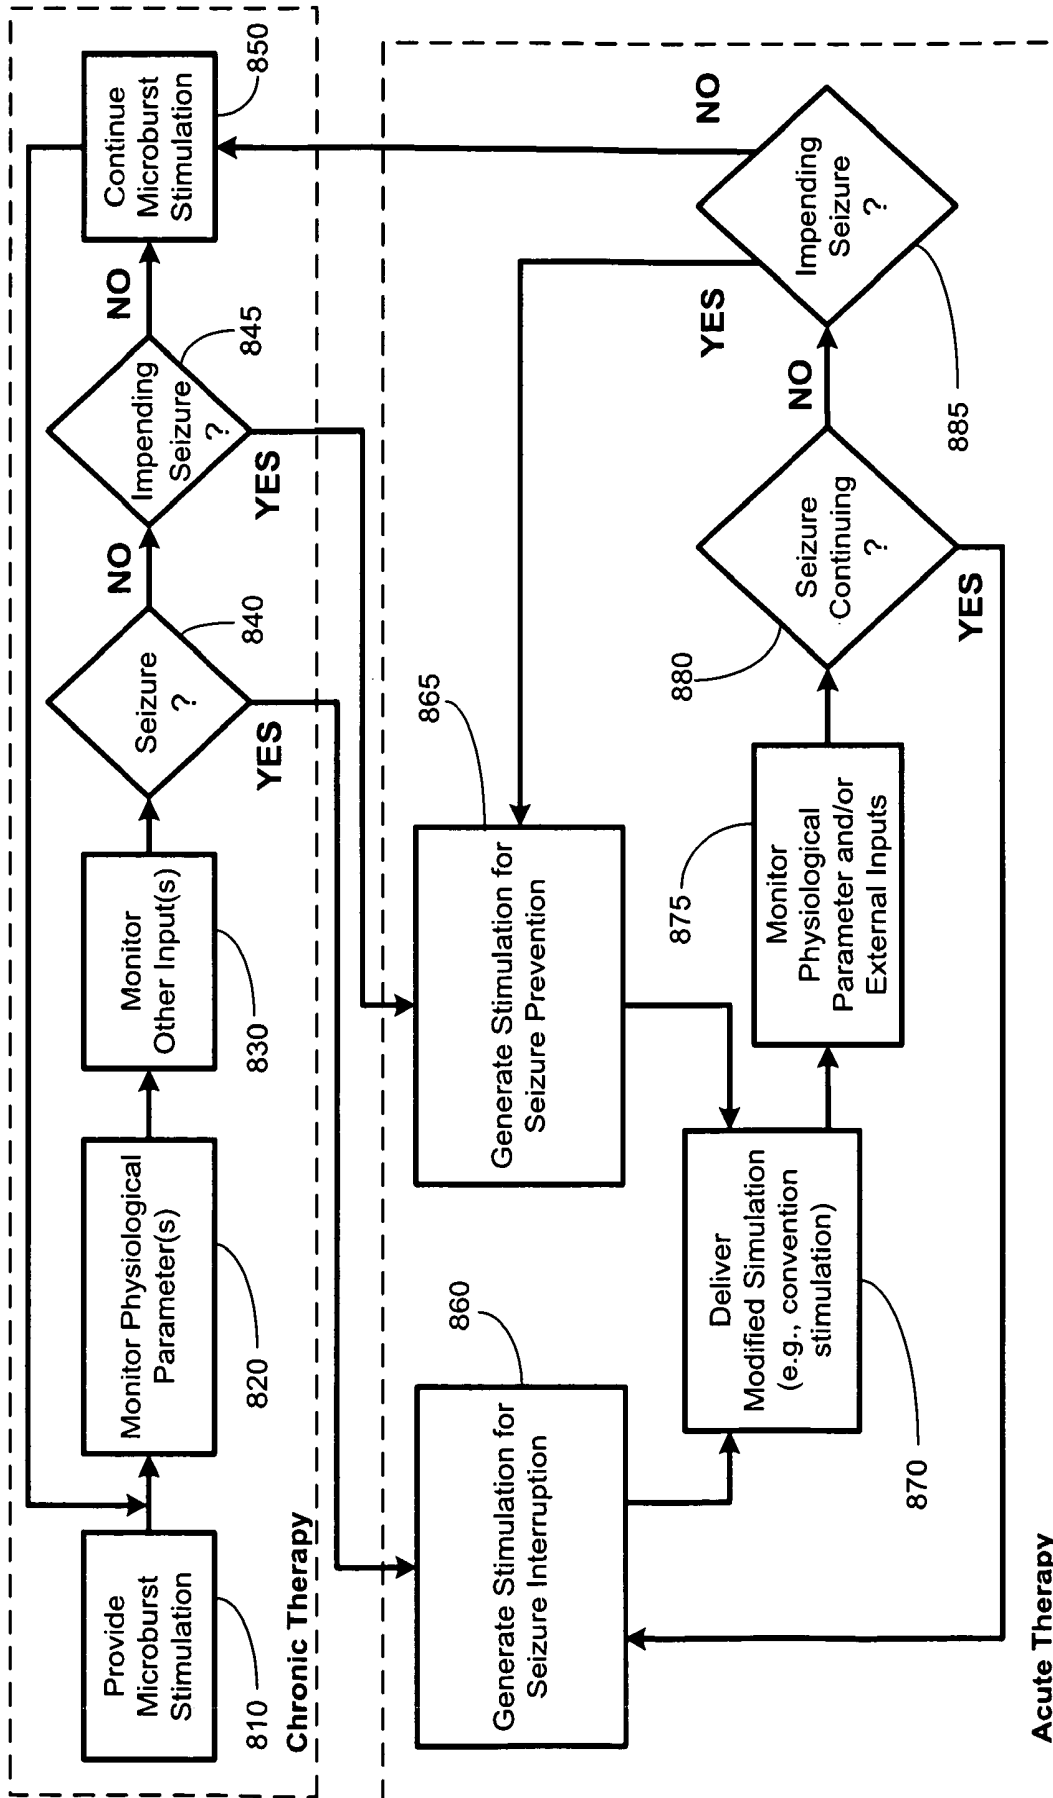 Provide
Microburst
Stimulation
810
Monitor Physiological
Parameter(s)
820
Monitor
Other Input(s)
830
Seizure
?
840
NO
YES
Impending
Seizure
?
845
NO
YES
Continue
Microburst
Stimulation
850
Chronic Therapy
Generate Stimulation for
Seizure Interruption
860
Generate Stimulation for
Seizure Prevention
865
Deliver
Modified Simulation
(e.g., convention
stimulation)
870
Monitor
Physiological
Parameter and/or
External Inputs
875
Seizure
Continuing
?
880
NO
YES
Impending
Seizure
?
885
YES
NO
Acute Therapy